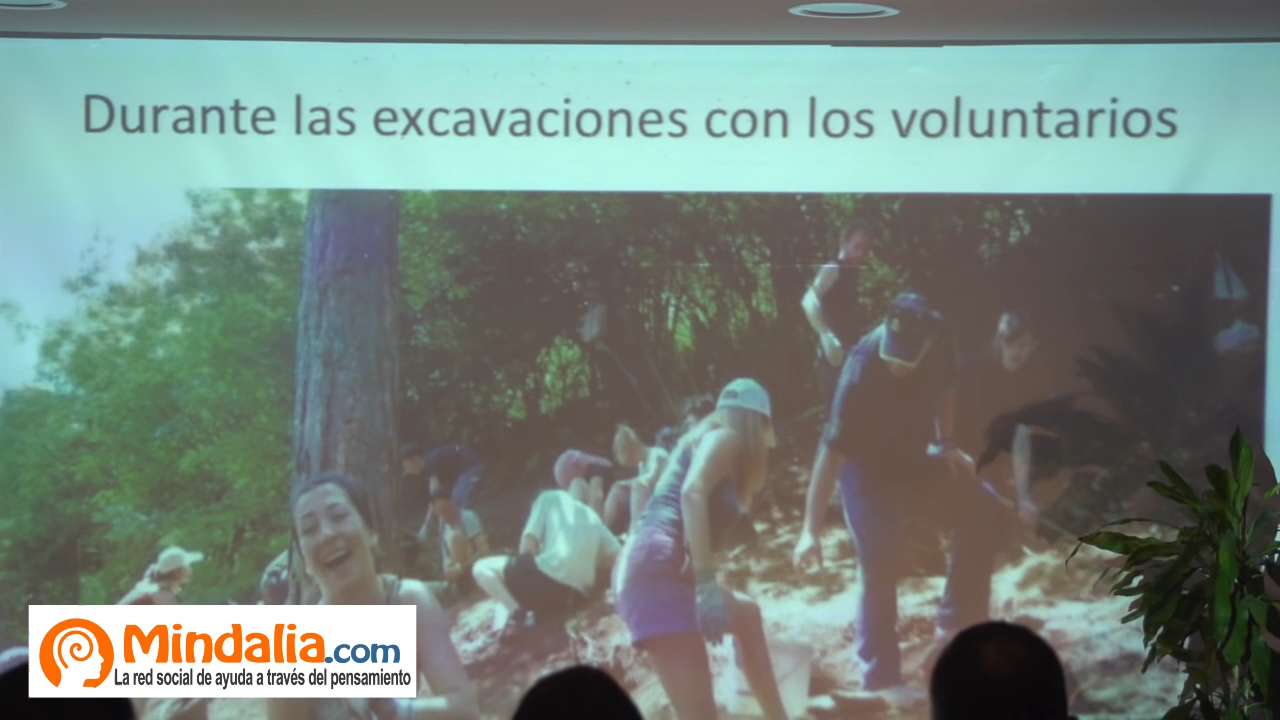 Durante las excavaciones con los voluntarios
Mindalia.com
La red social de ayuda a través del pensamiento